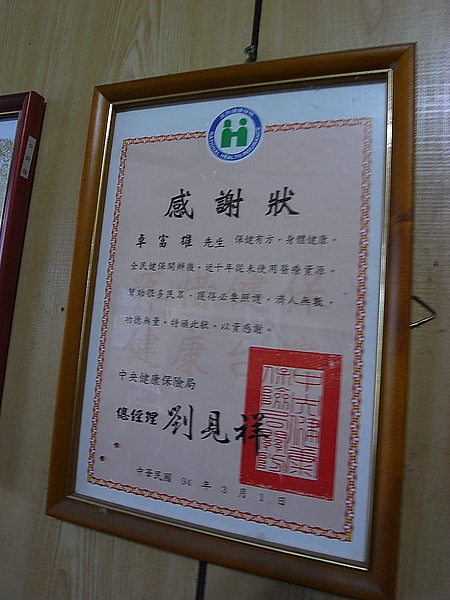 感謝狀
卓富雄 先生 保健有方，身體健康。
全民健保開辦後，近十年從未使用醫療資源，
幫助很多民眾，獲得必要照護，濟人無數，
功德無量，特頒此狀，以資感謝。
健康台灣
中央健康保險局
總經理 劉見祥
中華民國 94 年 3 月 1 日